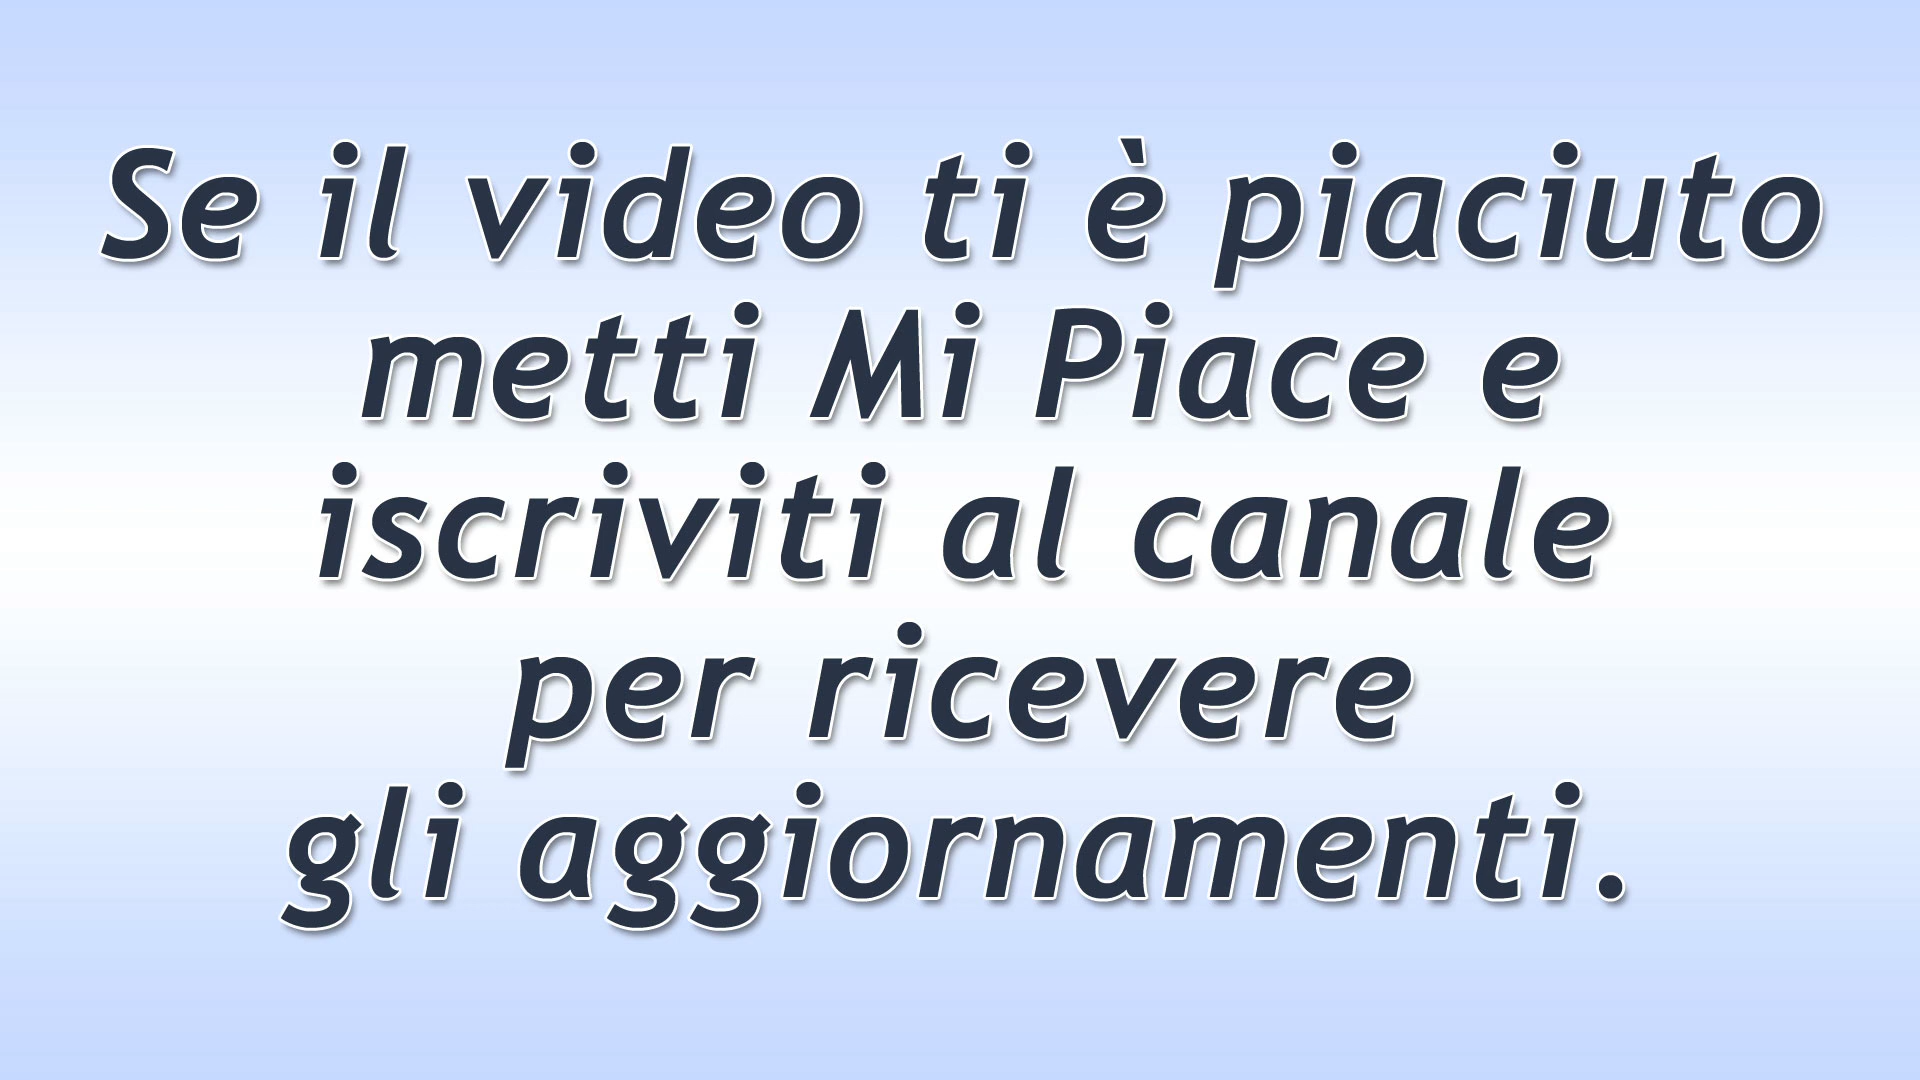 Se il video ti è piaciuto
metti Mi Piace e
iscriviti al canale
per ricevere
gli aggiornamenti.